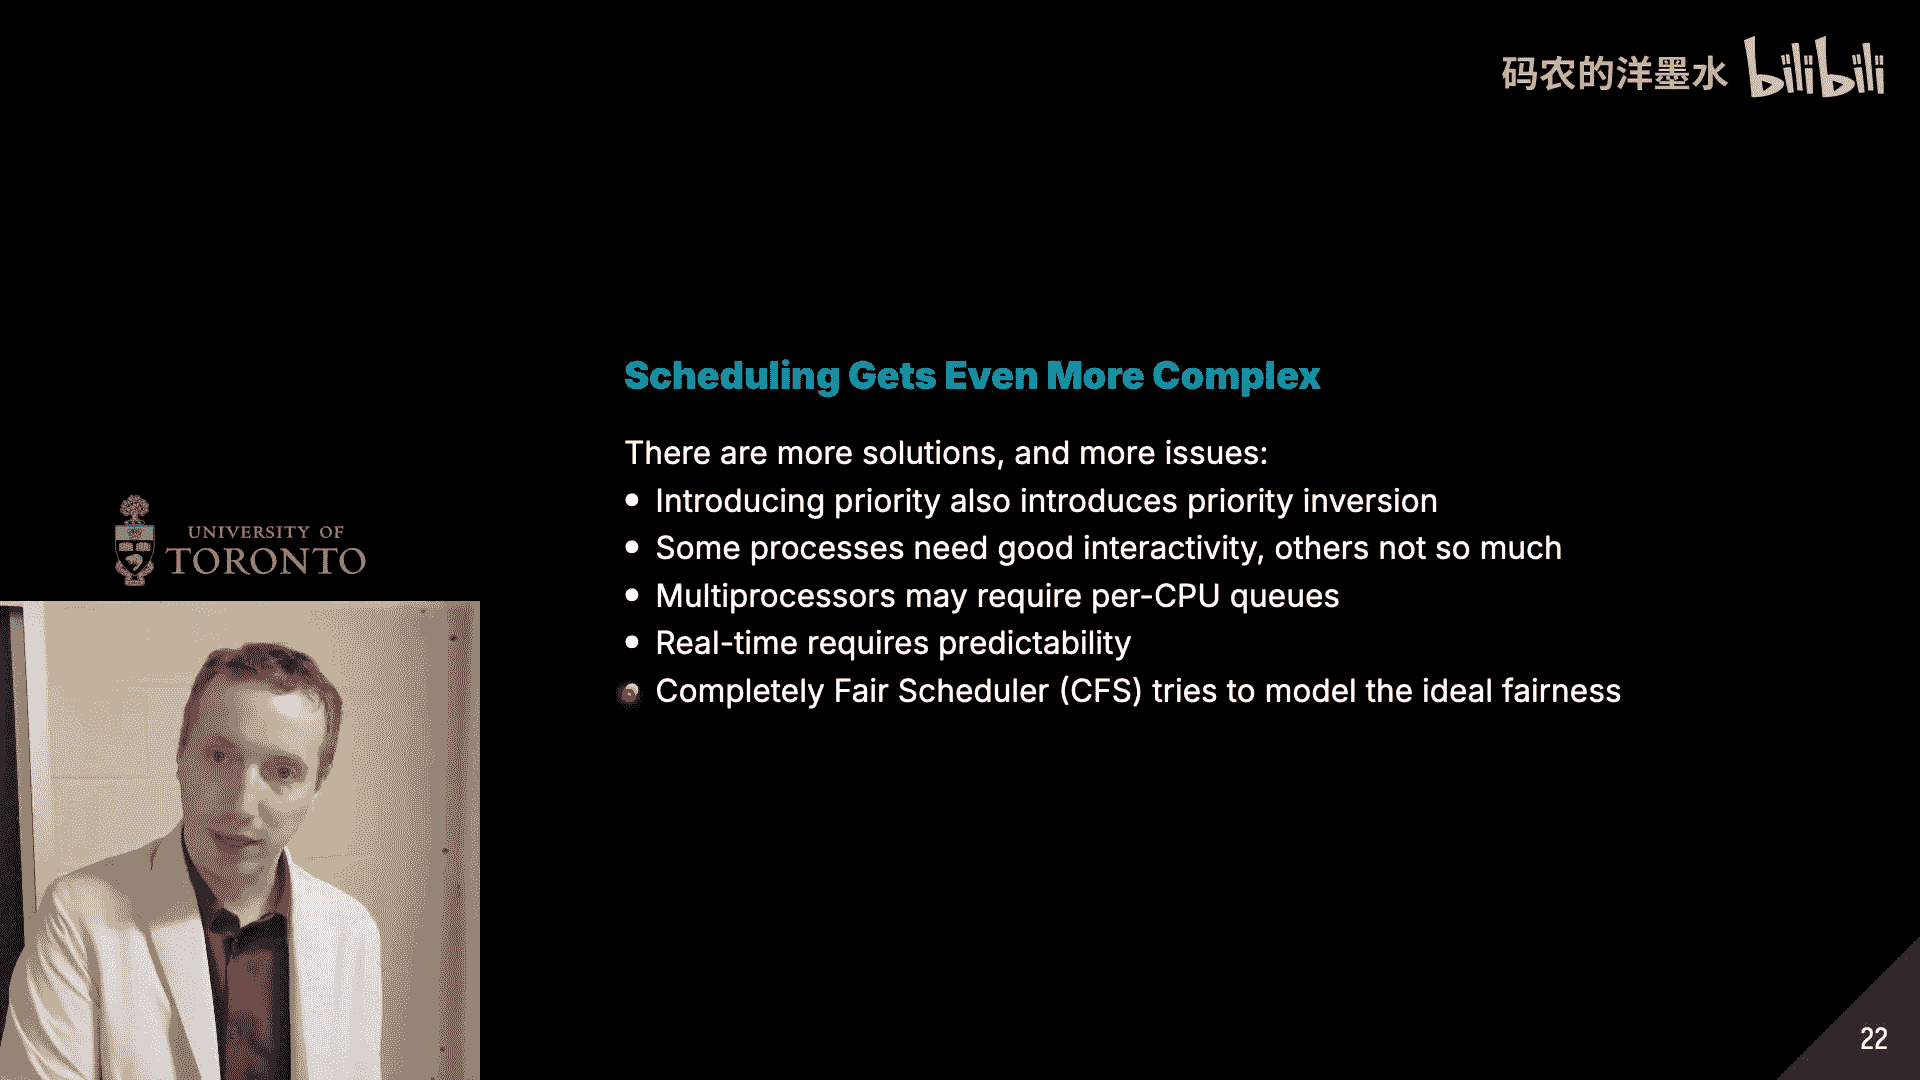 码农的洋墨水 bilibili
Scheduling Gets Even More Complex
There are more solutions, and more issues:
• Introducing priority also introduces priority inversion
• Some processes need good interactivity, others not so much
• Multiprocessors may require per-CPU queues
• Real-time requires predictability
• Completely Fair Scheduler (CFS) tries to model the ideal fairness
UNIVERSITY OF
TORONTO
22